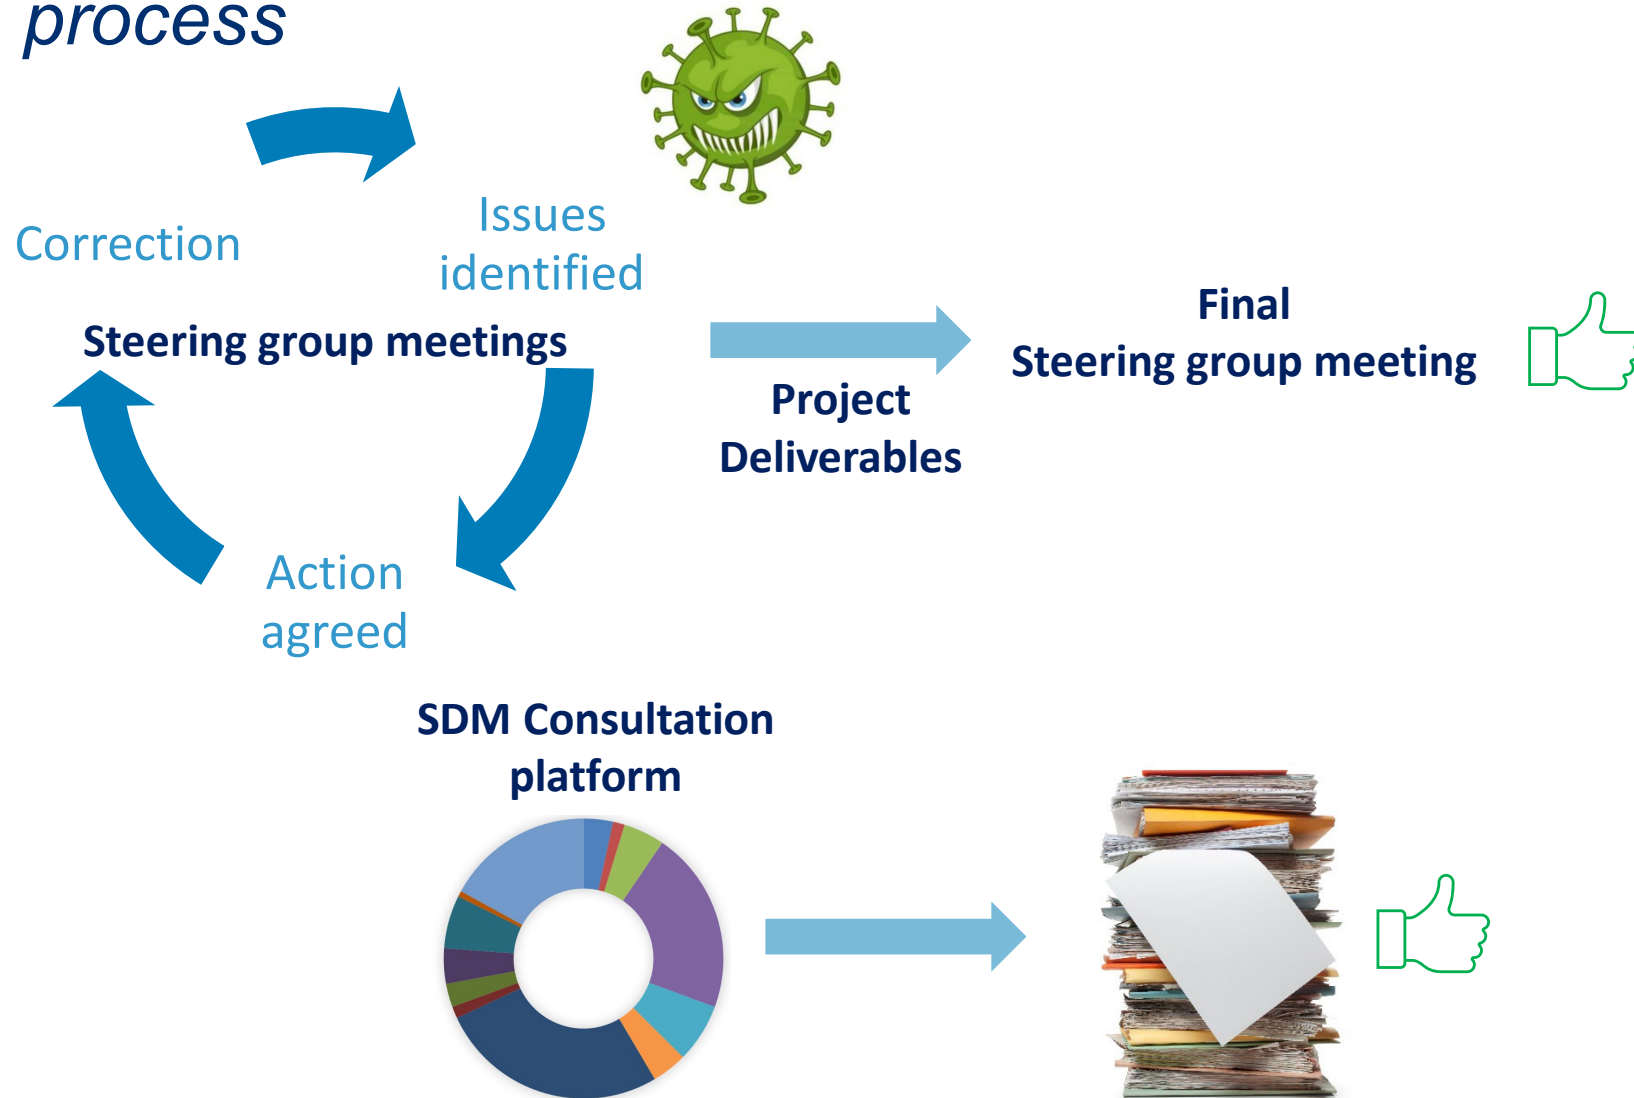 process
Correction
Issues
identified
Steering group meetings
Action
agreed
Project
Deliverables
Final
Steering group meeting
SDM Consultation
platform